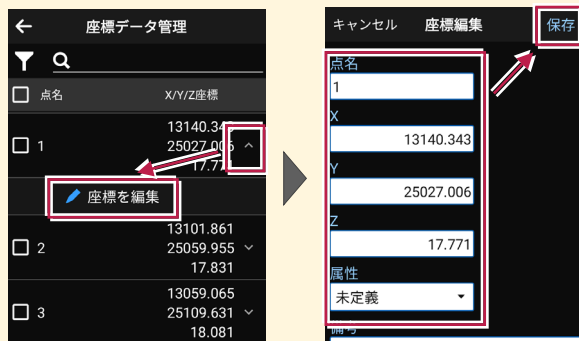 座標データ管理
点名
X/Y/Z座標
1
13140.343
25027.006
17.771
座標を編集
2
13101.861
25059.955
17.831
3
13059.065
25109.631
18.081
キャンセル
座標編集
保存
点名
1
X
13140.343
Y
25027.006
Z
17.771
属性
未定義
備考